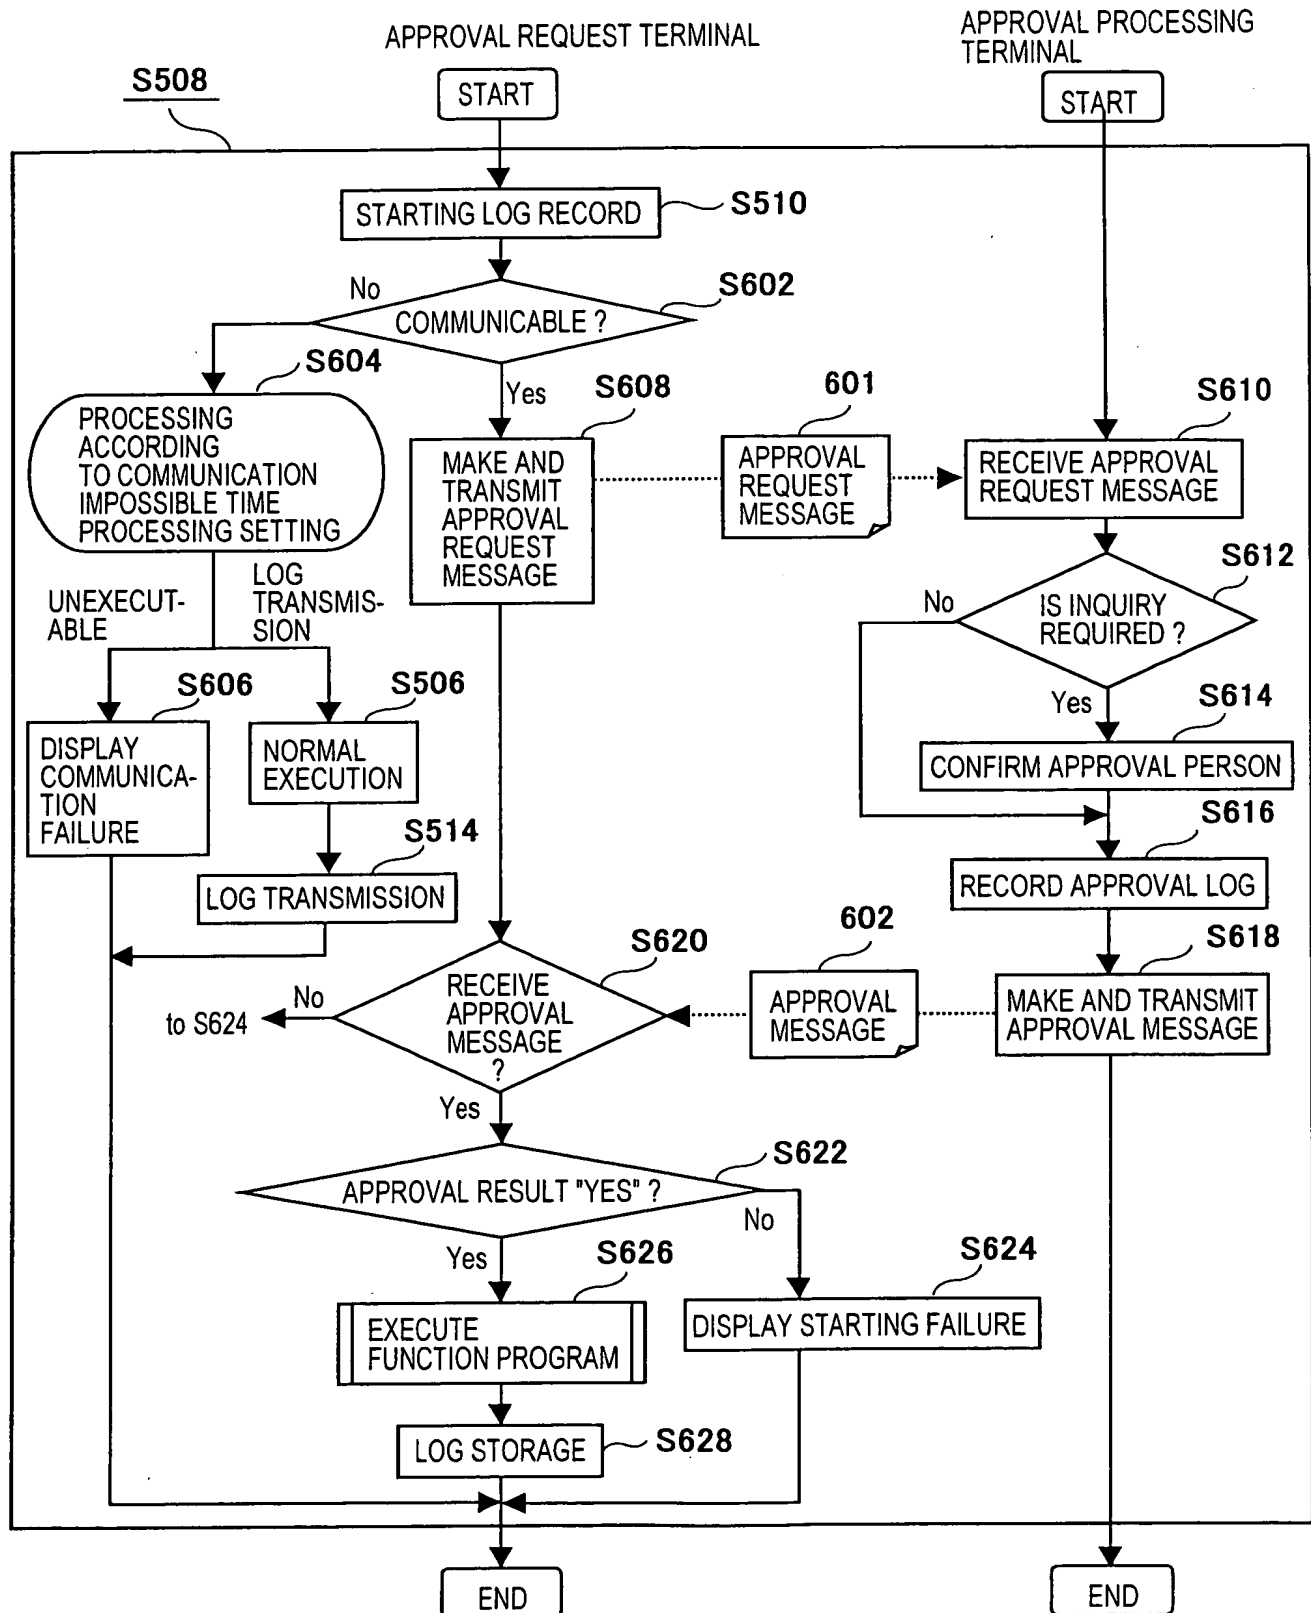 APPROVAL REQUEST TERMINAL
APPROVAL PROCESSING
TERMINAL
S508
START
START
STARTING LOG RECORD
S510
No
S602
COMMUNICABLE ?
S604
Yes
S608
601
S610
PROCESSING
ACCORDING
TO COMMUNICATION
IMPOSSIBLE TIME
PROCESSING SETTING
MAKE AND
TRANSMIT
APPROVAL
REQUEST
MESSAGE
APPROVAL
REQUEST
MESSAGE
RECEIVE APPROVAL
REQUEST MESSAGE
S612
UNEXECUT-
ABLE
LOG
TRANSMIS-
SION
No
IS INQUIRY
REQUIRED ?
S606
S506
Yes
S614
DISPLAY
COMMUNICA-
TION
FAILURE
NORMAL
EXECUTION
CONFIRM APPROVAL PERSON
S514
S616
LOG TRANSMISSION
RECORD APPROVAL LOG
S620
602
S618
RECEIVE
APPROVAL
MESSAGE
?
No
to S624
APPROVAL
MESSAGE
MAKE AND TRANSMIT
APPROVAL MESSAGE
Yes
S622
APPROVAL RESULT "YES" ?
No
Yes
S626
S624
EXECUTE
FUNCTION PROGRAM
DISPLAY STARTING FAILURE
LOG STORAGE
S628
END
END